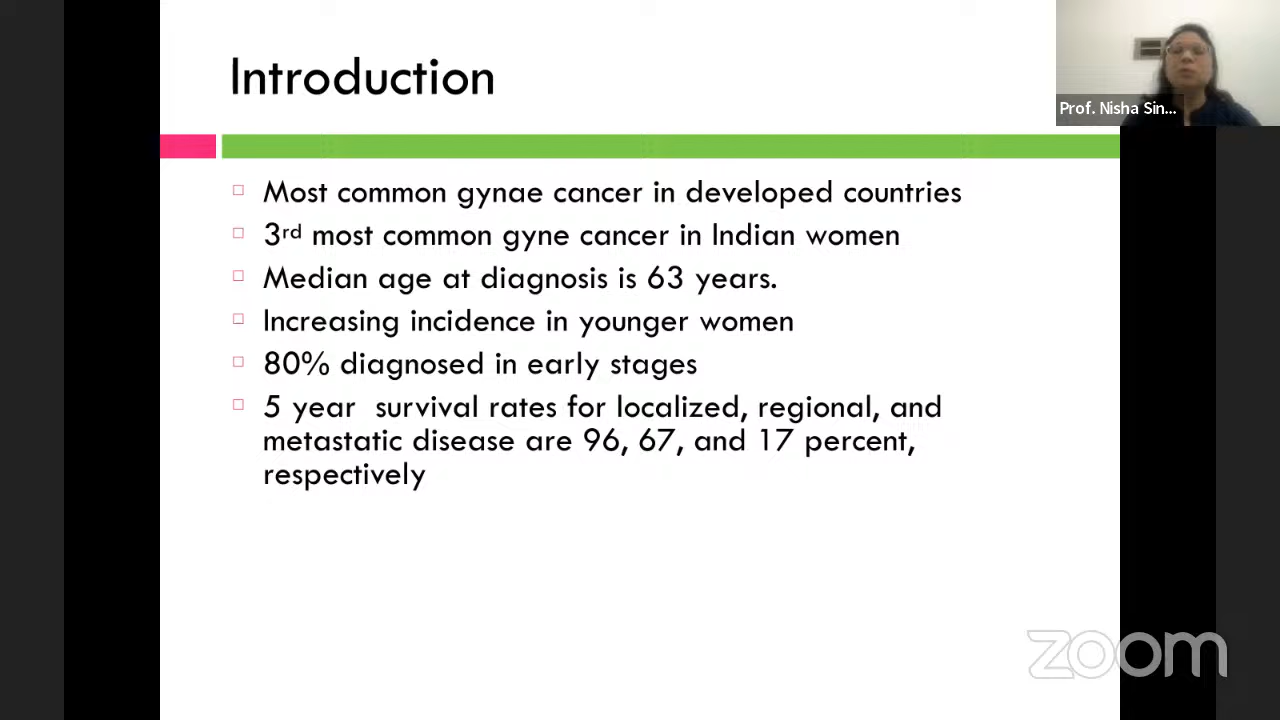 Introduction
Prof. Nisha Sin...
Most common gynae cancer in developed countries
3rd most common gyne cancer in Indian women
Median age at diagnosis is 63 years.
Increasing incidence in younger women
80% diagnosed in early stages
5 year survival rates for localized, regional, and
metastatic disease are 96, 67, and 17 percent,
respectively
zoom